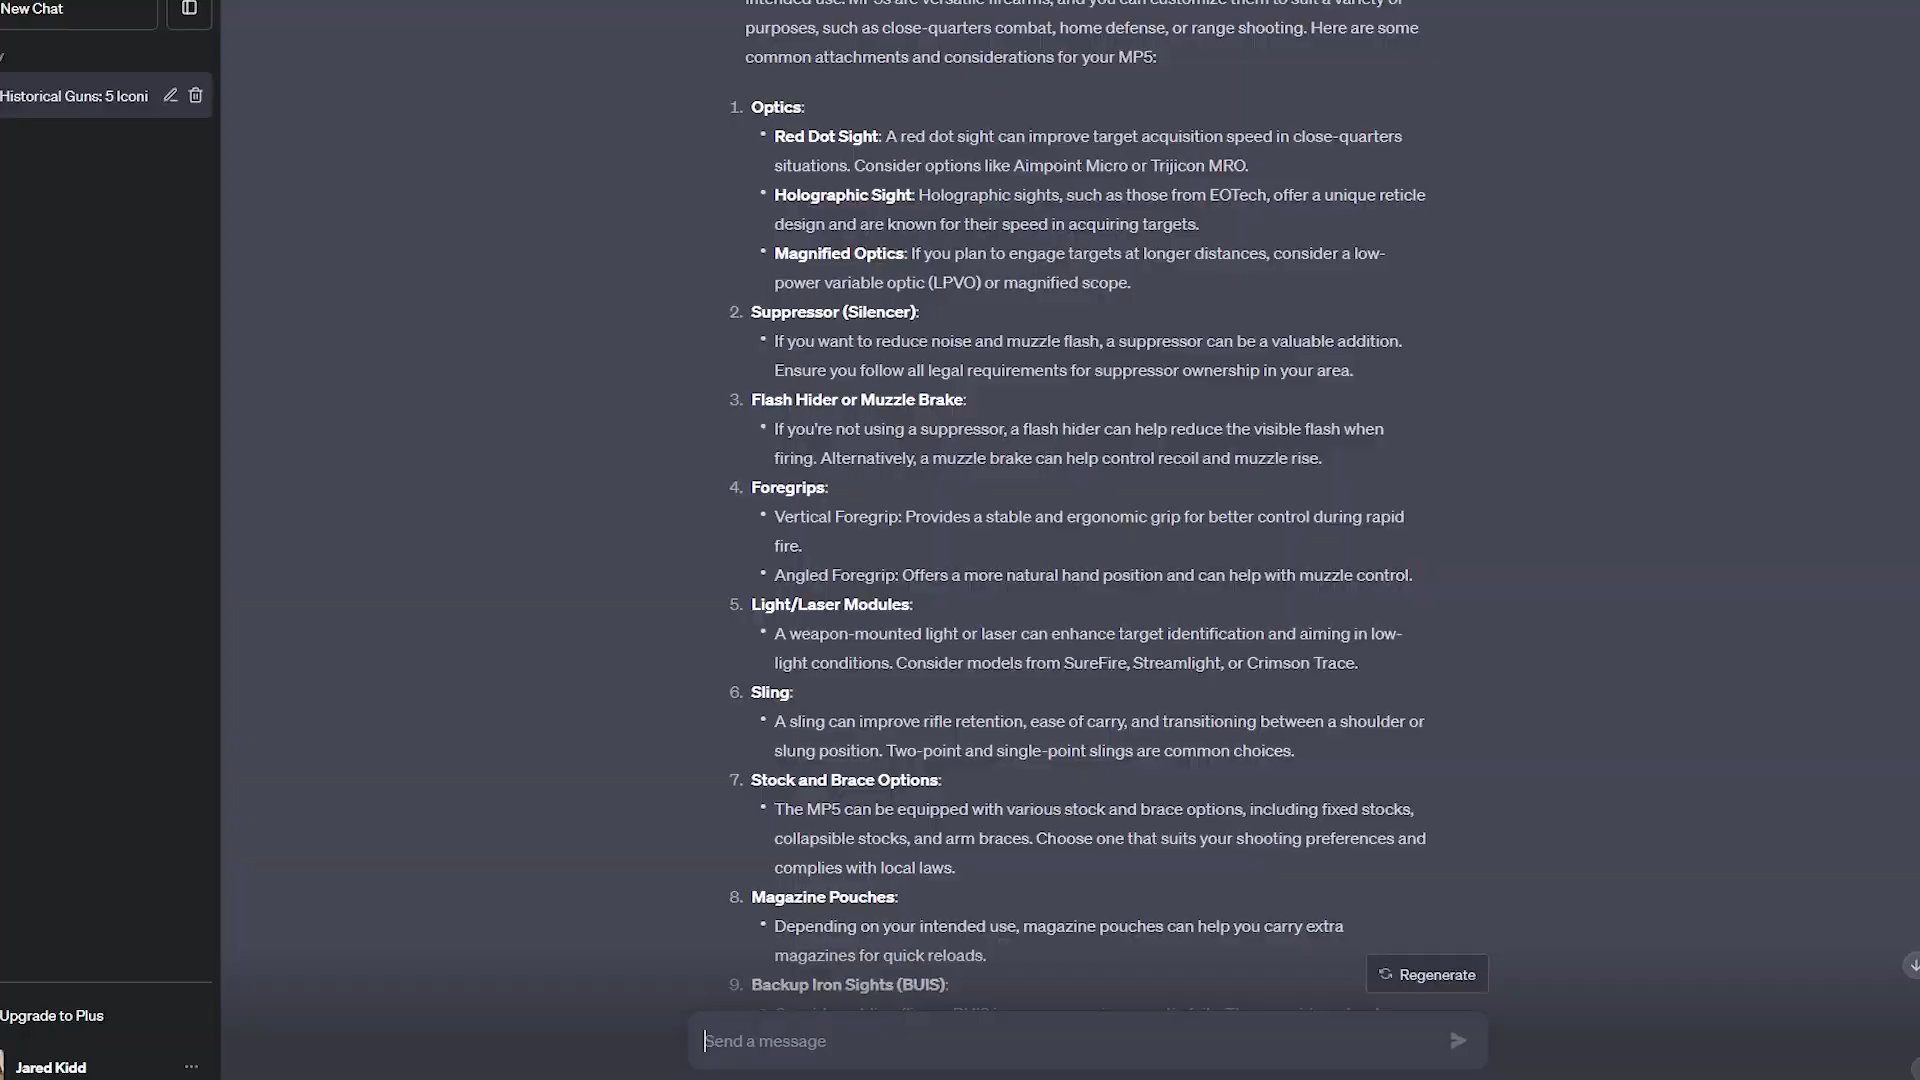 New Chat
Historical Guns: 5 Iconi
purposes, such as close-quarters combat, home defense, or range shooting. Here are some
common attachments and considerations for your MP5:
1. Optics:
• Red Dot Sight: A red dot sight can improve target acquisition speed in close-quarters
situations. Consider options like Aimpoint Micro or Trijicon MRO.
• Holographic Sight: Holographic sights, such as those from EOTech, offer a unique reticle
design and are known for their speed in acquiring targets.
• Magnified Optics: If you plan to engage targets at longer distances, consider a low-
power variable optic (LPVO) or magnified scope.
2. Suppressor (Silencer):
• If you want to reduce noise and muzzle flash, a suppressor can be a valuable addition.
Ensure you follow all legal requirements for suppressor ownership in your area.
3. Flash Hider or Muzzle Brake:
• If you're not using a suppressor, a flash hider can help reduce the visible flash when
firing. Alternatively, a muzzle brake can help control recoil and muzzle rise.
4. Foregrips:
• Vertical Foregrip: Provides a stable and ergonomic grip for better control during rapid
fire.
• Angled Foregrip: Offers a more natural hand position and can help with muzzle control.
5. Light/Laser Modules:
• A weapon-mounted light or laser can enhance target identification and aiming in low-
light conditions. Consider models from SureFire, Streamlight, or Crimson Trace.
6. Sling:
• A sling can improve rifle retention, ease of carry, and transitioning between a shoulder or
slung position. Two-point and single-point slings are common choices.
7. Stock and Brace Options:
• The MP5 can be equipped with various stock and brace options, including fixed stocks,
collapsible stocks, and arm braces. Choose one that suits your shooting preferences and
complies with local laws.
8. Magazine Pouches:
• Depending on your intended use, magazine pouches can help you carry extra
magazines for quick reloads.
9. Backup Iron Sights (BUIS):
Regenerate
Send a message
Upgrade to Plus
Jared Kidd